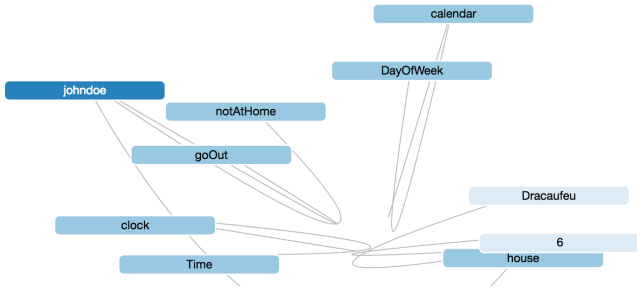 calendar
DayOfWeek
johndoe
notAtHome
goOut
Dracaufeu
clock
6
house
Time